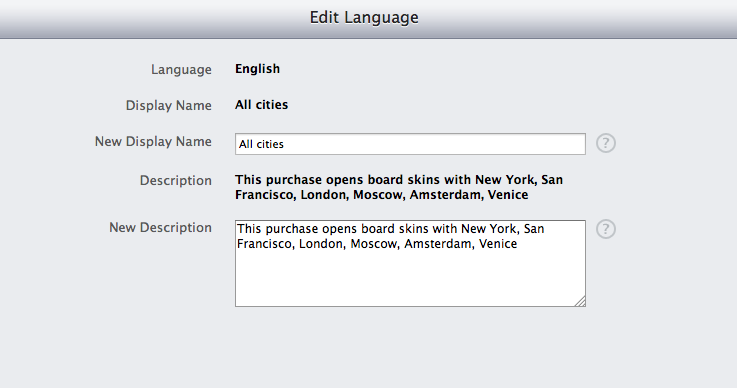 Edit Language
Language English
Display Name All cities
New Display Name All cities ?
Description This purchase opens board skins with New York, San
Francisco, London, Moscow, Amsterdam, Venice
New Description This purchase opens board skins with New York, San ?
Francisco, London, Moscow, Amsterdam, Venice